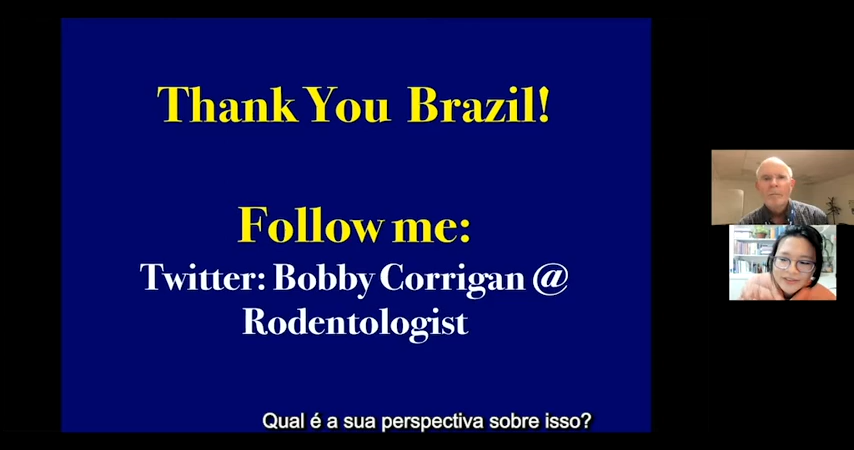 Thank You Brazil!
Follow me:
Twitter: Bobby Corrigan @
Rodentologist
Qual é a sua perspectiva sobre isso?